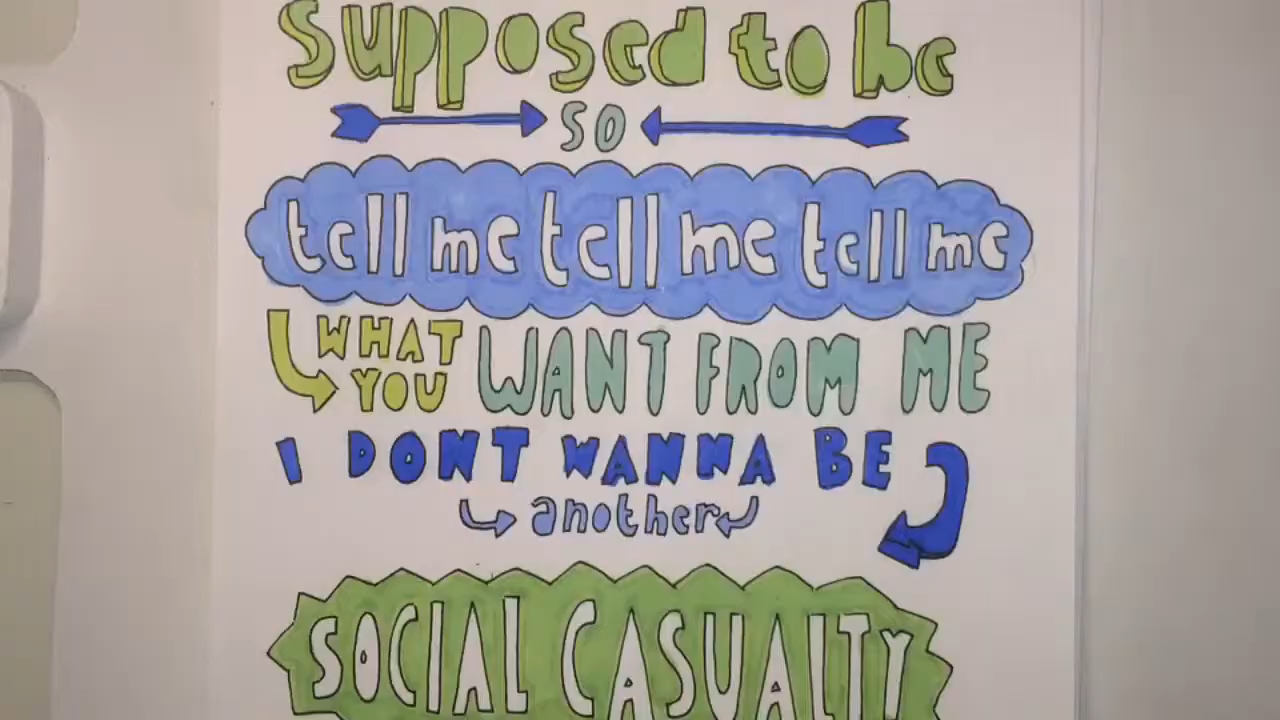 Supposed to be
so
tell me tell me tell me
WHAT YOU WANT FROM ME
I DONT WANNA BE
another
SOCIAL CASUALTY